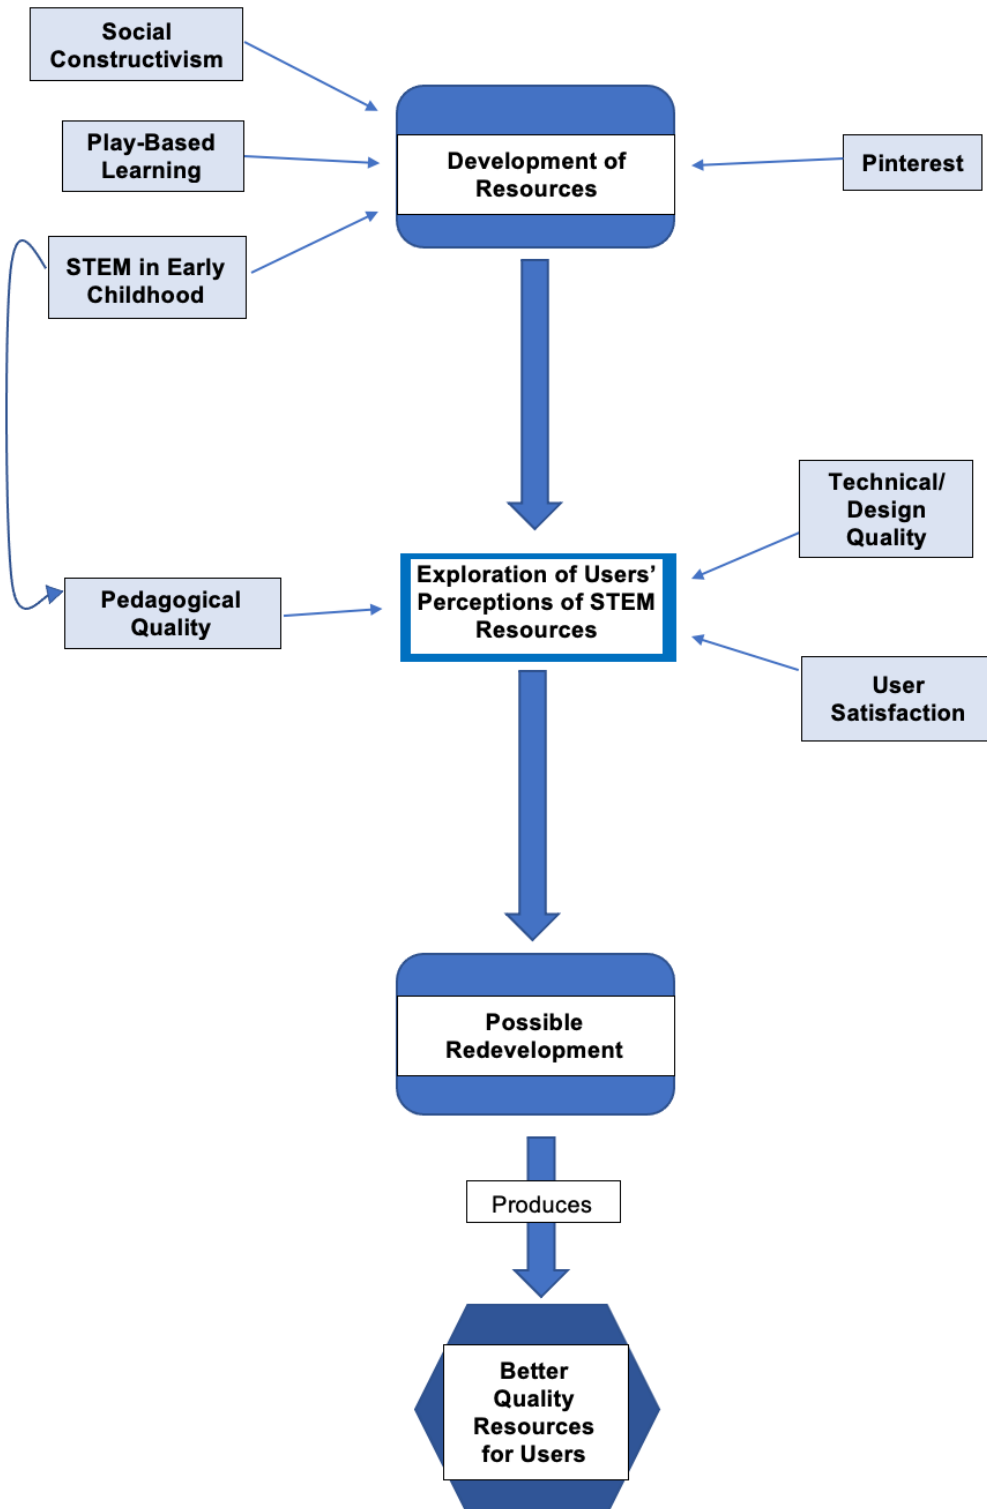 Social
Constructivism
Play-Based
Learning
Development of
Resources
Pinterest
STEM in Early
Childhood
Technical/
Design
Quality
Exploration of Users’
Perceptions of STEM
Resources
Pedagogical
Quality
User
Satisfaction
Possible
Redevelopment
Produces
Better
Quality
Resources
for Users